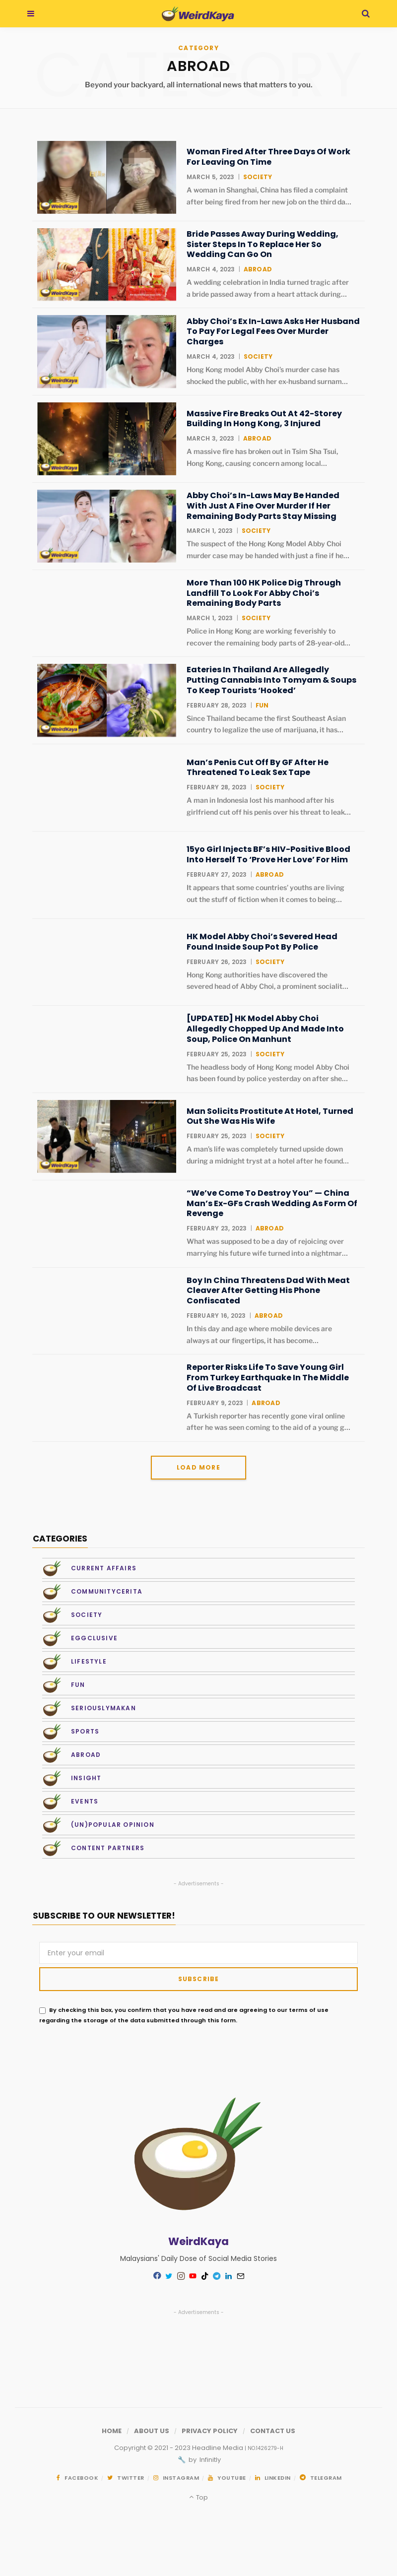 WeirdKaya
CATEGORY
CATEGORY
ABROAD
Beyond your backyard, all international news that matters to you.
WeirdKaya
Woman Fired After Three Days Of Work
For Leaving On Time
MARCH 5, 2023 | SOCIETY
A woman in Shanghai, China has filed a complaint
after being fired from her new job on the third da...
WeirdKaya
Bride Passes Away During Wedding,
Sister Steps In To Replace Her So
Wedding Can Go On
MARCH 4, 2023 | ABROAD
A wedding celebration in India turned tragic after
a bride passed away from a heart attack during...
WeirdKaya
Abby Choi’s Ex In-Laws Asks Her Husband
To Pay For Legal Fees Over Murder
Charges
MARCH 4, 2023 | SOCIETY
Hong Kong model Abby Choi’s murder case has
shocked the public, with her ex-husband surnam...
WeirdKaya
Massive Fire Breaks Out At 42-Storey
Building In Hong Kong, 3 Injured
MARCH 3, 2023 | ABROAD
A massive fire has broken out in Tsim Sha Tsui,
Hong Kong, causing concern among local...
WeirdKaya
Abby Choi’s In-Laws May Be Handed
With Just A Fine Over Murder If Her
Remaining Body Parts Stay Missing
MARCH 1, 2023 | SOCIETY
The suspect of the Hong Kong Model Abby Choi
murder case may be handed with just a fine if he...
More Than 100 HK Police Dig Through
Landfill To Look For Abby Choi’s
Remaining Body Parts
MARCH 1, 2023 | SOCIETY
Police in Hong Kong are working feverishly to
recover the remaining body parts of 28-year-old...
WeirdKaya
Eateries In Thailand Are Allegedly
Putting Cannabis Into Tomyam & Soups
To Keep Tourists ‘Hooked’
FEBRUARY 28, 2023 | FUN
Since Thailand became the first Southeast Asian
country to legalize the use of marijuana, it has...
Man’s Penis Cut Off By GF After He
Threatened To Leak Sex Tape
FEBRUARY 28, 2023 | SOCIETY
A man in Indonesia lost his manhood after his
girlfriend cut off his penis over his threat to leak...
15yo Girl Injects BF’s HIV-Positive Blood
Into Herself To ‘Prove Her Love’ For Him
FEBRUARY 27, 2023 | ABROAD
It appears that some countries’ youths are living
out the stuff of fiction when it comes to being...
HK Model Abby Choi’s Severed Head
Found Inside Soup Pot By Police
FEBRUARY 26, 2023 | SOCIETY
Hong Kong authorities have discovered the
severed head of Abby Choi, a prominent socialit...
[UPDATED] HK Model Abby Choi
Allegedly Chopped Up And Made Into
Soup, Police On Manhunt
FEBRUARY 25, 2023 | SOCIETY
The headless body of Hong Kong model Abby Choi
has been found by police yesterday on after she...
WeirdKaya
Man Solicits Prostitute At Hotel, Turned
Out She Was His Wife
FEBRUARY 25, 2023 | SOCIETY
A man’s life was completely turned upside down
during a midnight tryst at a hotel after he found...
“We’ve Come To Destroy You” — China
Man’s Ex-GFs Crash Wedding As Form Of
Revenge
FEBRUARY 23, 2023 | ABROAD
What was supposed to be a day of rejoicing over
marrying his future wife turned into a nightmar...
Boy In China Threatens Dad With Meat
Cleaver After Getting His Phone
Confiscated
FEBRUARY 16, 2023 | ABROAD
In this day and age where mobile devices are
always at our fingertips, it has become...
Reporter Risks Life To Save Young Girl
From Turkey Earthquake In The Middle
Of Live Broadcast
FEBRUARY 9, 2023 | ABROAD
A Turkish reporter has recently gone viral online
after he was seen coming to the aid of a young g...
LOAD MORE
CATEGORIES
CURRENT AFFAIRS
COMMUNITYCERITA
SOCIETY
EGGCLUSIVE
LIFESTYLE
FUN
SERIOUSLYMAKAN
SPORTS
ABROAD
INSIGHT
EVENTS
(UN)POPULAR OPINION
CONTENT PARTNERS
- Advertisements -
SUBSCRIBE TO OUR NEWSLETTER!
Enter your email
SUBSCRIBE
By checking this box, you confirm that you have read and are agreeing to our terms of use
regarding the storage of the data submitted through this form.
WeirdKaya
Malaysians' Daily Dose of Social Media Stories
- Advertisements -
HOME / ABOUT US / PRIVACY POLICY / CONTACT US
Copyright © 2021 - 2023 Headline Media | NO.1426279-H
by Infinitly
FACEBOOK / TWITTER / INSTAGRAM / YOUTUBE / LINKEDIN / TELEGRAM
Top